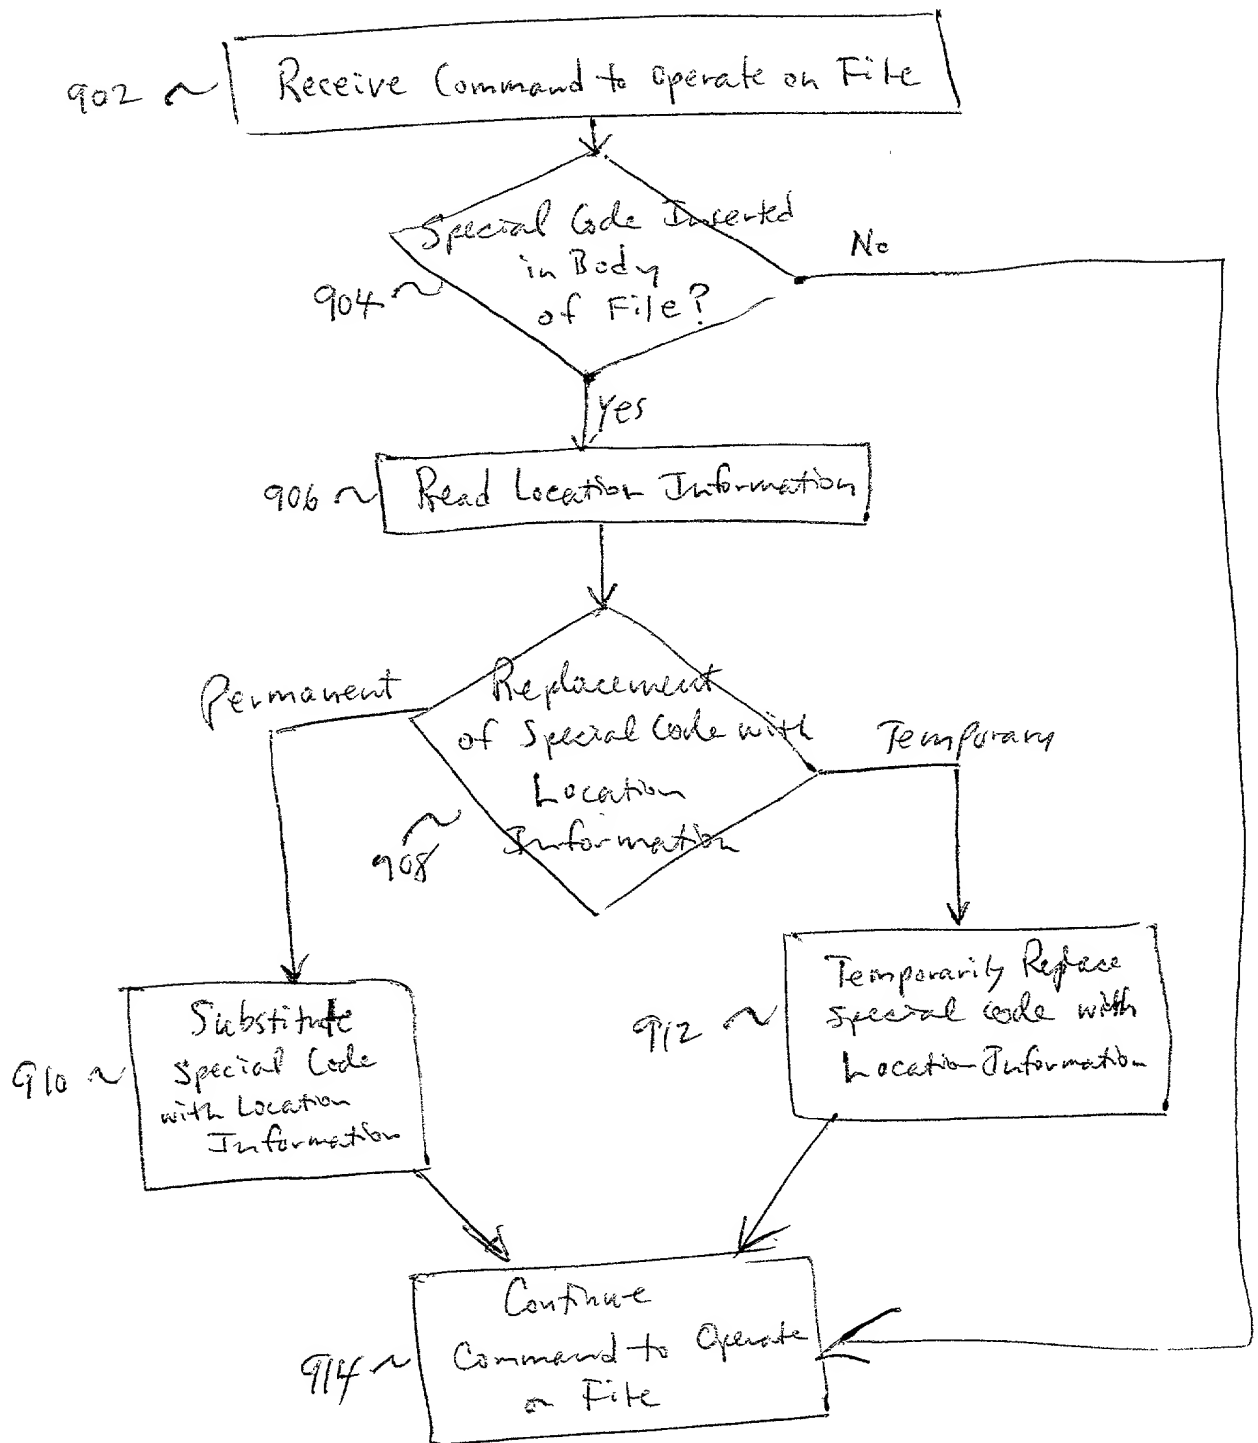 902 Receive Command to operate on File
Special Code Inserted
in Body
of File?
904
No
Yes
906 Read Location Information
Permanent
Replacement
of Special Code with
Location
Information
908
Temporary
Substitute
Special Code
with Location
Information
910
Temporarily Replace
special code with
Location Information
912
Continue
Command to Operate
on File
914